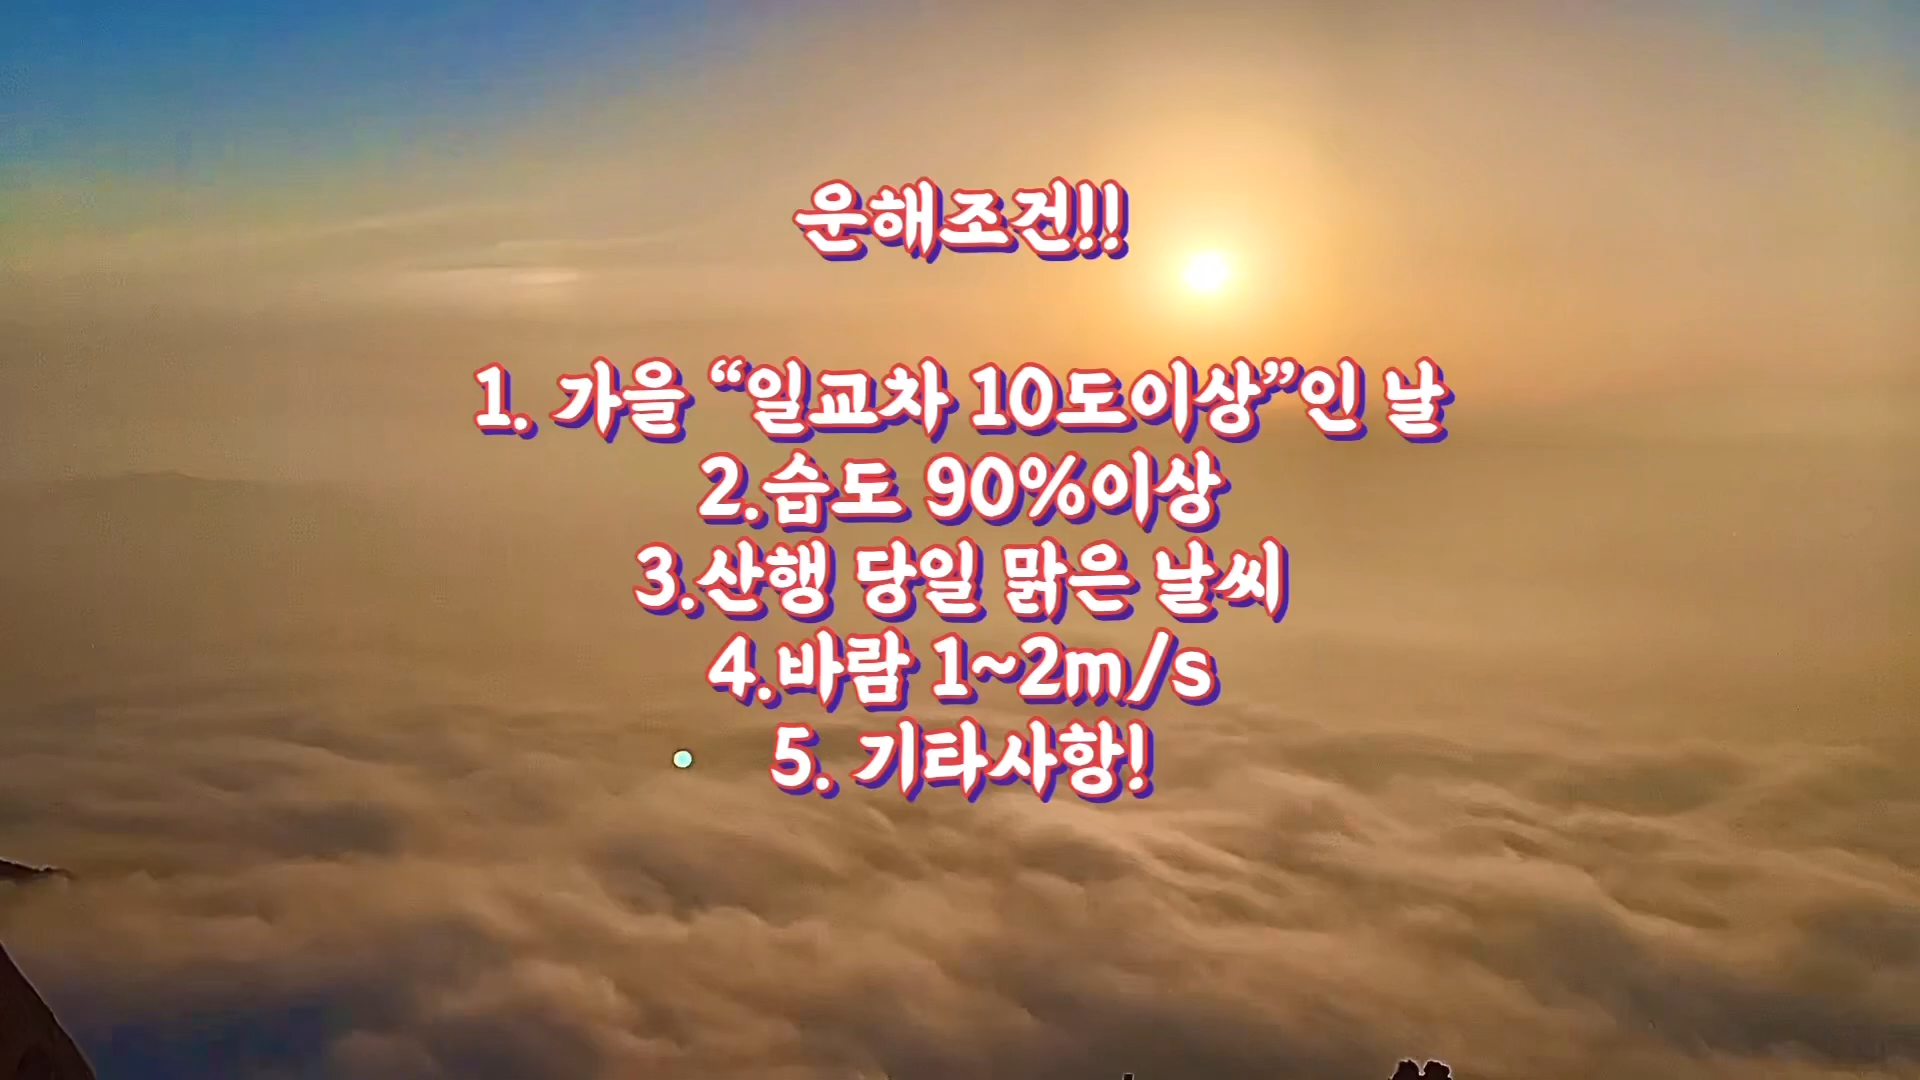 운해조건!!
1. 가을 “일교차 10도이상”인 날
2.습도 90%이상
3.산행 당일 맑은 날씨
4.바람 1~2m/s
5. 기타사항!